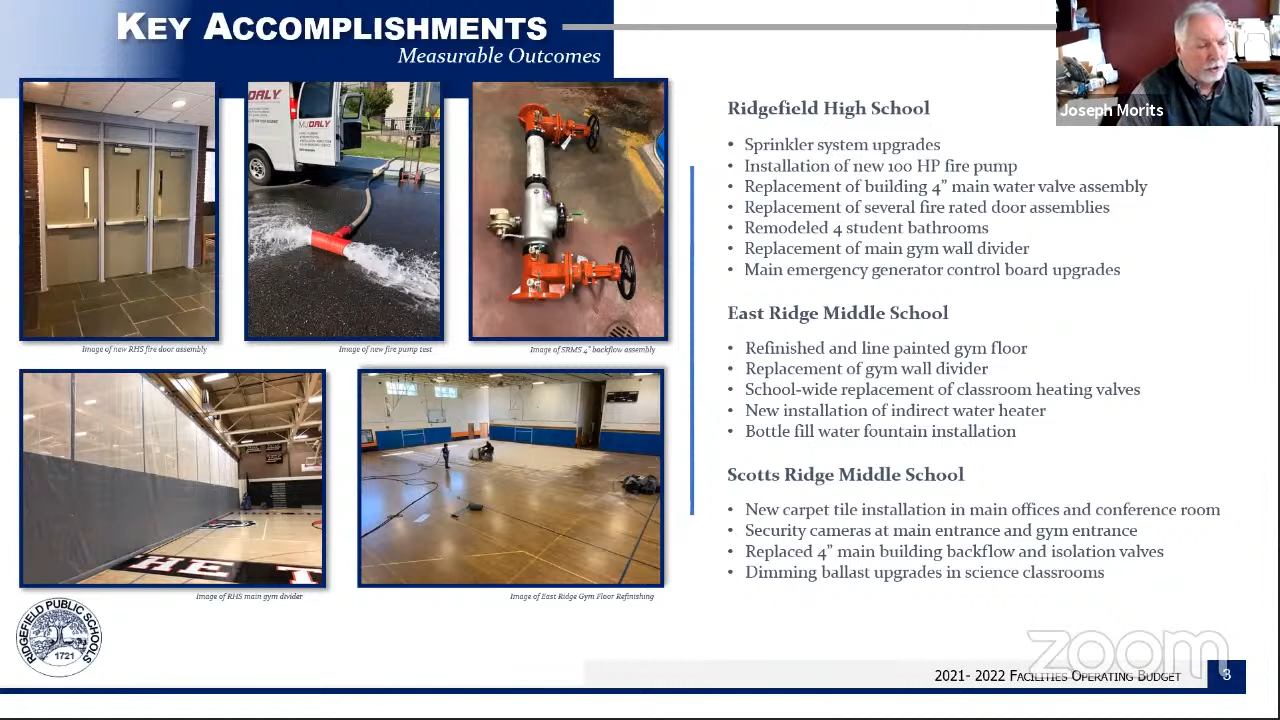 KEY ACCOMPLISHMENTS
Measurable Outcomes
Joseph Morits
DALY
MJDALY
Image of new RHS fire door assembly
Image of new fire pump test
Image of SRMS 4" backflow assembly
THE T
Image of RHS main gym divider
Image of East Ridge Gym Floor Refinishing
Ridgefield High School
• Sprinkler system upgrades
• Installation of new 100 HP fire pump
• Replacement of building 4” main water valve assembly
• Replacement of several fire rated door assemblies
• Remodeled 4 student bathrooms
• Replacement of main gym wall divider
• Main emergency generator control board upgrades
East Ridge Middle School
• Refinished and line painted gym floor
• Replacement of gym wall divider
• School-wide replacement of classroom heating valves
• New installation of indirect water heater
• Bottle fill water fountain installation
Scotts Ridge Middle School
• New carpet tile installation in main offices and conference room
• Security cameras at main entrance and gym entrance
• Replaced 4” main building backflow and isolation valves
• Dimming ballast upgrades in science classrooms
RIDGEFIELD PUBLIC SCHOOLS
1721
zoom
2021- 2022 FACILITIES OPERATING BUDGET
3